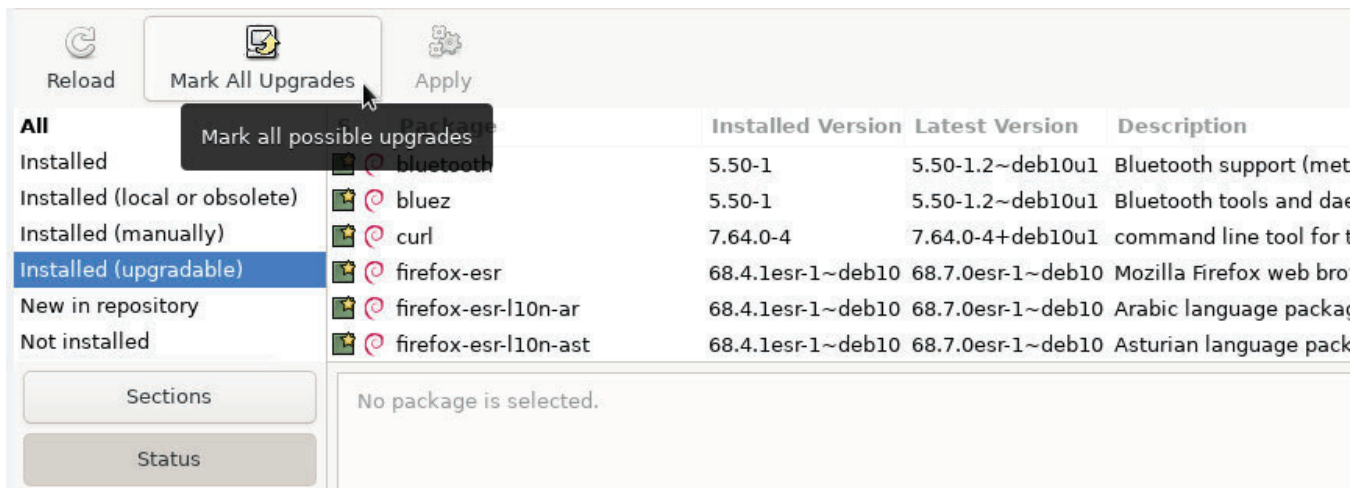 Reload Mark All Upgrades Apply
Mark all possible upgrades
All
Installed
Installed (local or obsolete)
Installed (manually)
Installed (upgradable)
New in repository
Not installed
Sections
Status
S Package Installed Version Latest Version Description
bluetooth 5.50-1 5.50-1.2~deb10u1 Bluetooth support (met
bluez 5.50-1 5.50-1.2~deb10u1 Bluetooth tools and dae
curl 7.64.0-4 7.64.0-4+deb10u1 command line tool for t
firefox-esr 68.4.1esr-1~deb10 68.7.0esr-1~deb10 Mozilla Firefox web bro
firefox-esr-l10n-ar 68.4.1esr-1~deb10 68.7.0esr-1~deb10 Arabic language packag
firefox-esr-l10n-ast 68.4.1esr-1~deb10 68.7.0esr-1~deb10 Asturian language pack
No package is selected.